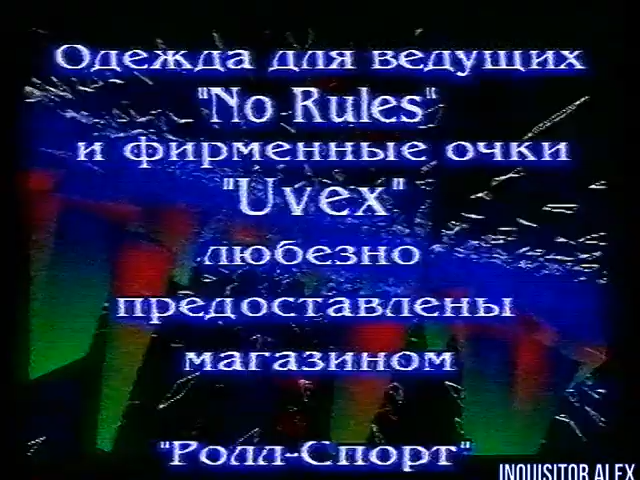 Одежда для ведущих
"No Rules"
и фирменные очки
"Uvex"
любезно
предоставлены
магазином
"Ролл-Спорт"
INQUISITOR ALEX